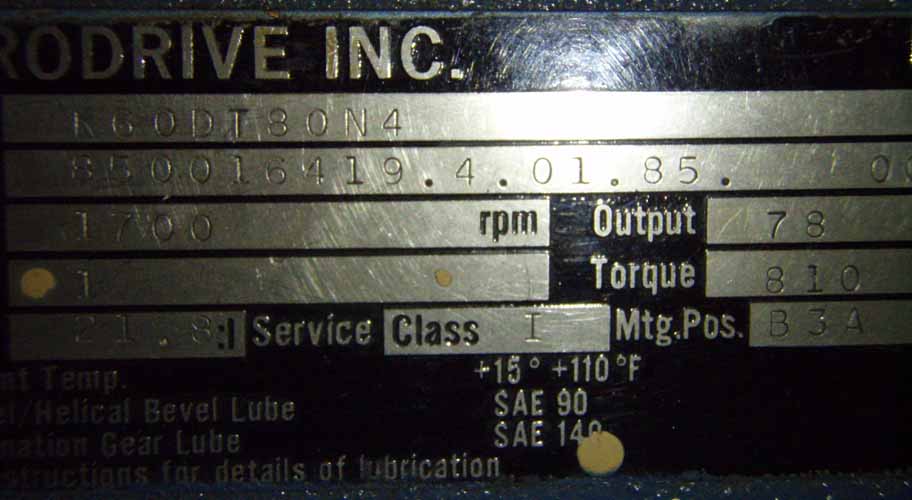 RODRIVE INC.
K60DT80N4
850016419.4.01.85. 00
1700 rpm Output 78
1 Torque 810
21.8:1 Service Class I Mtg.Pos. B3A
nt Temp. +15° +110°F
el/Helical Bevel Lube SAE 90
nation Gear Lube SAE 140
structions for details of lubrication